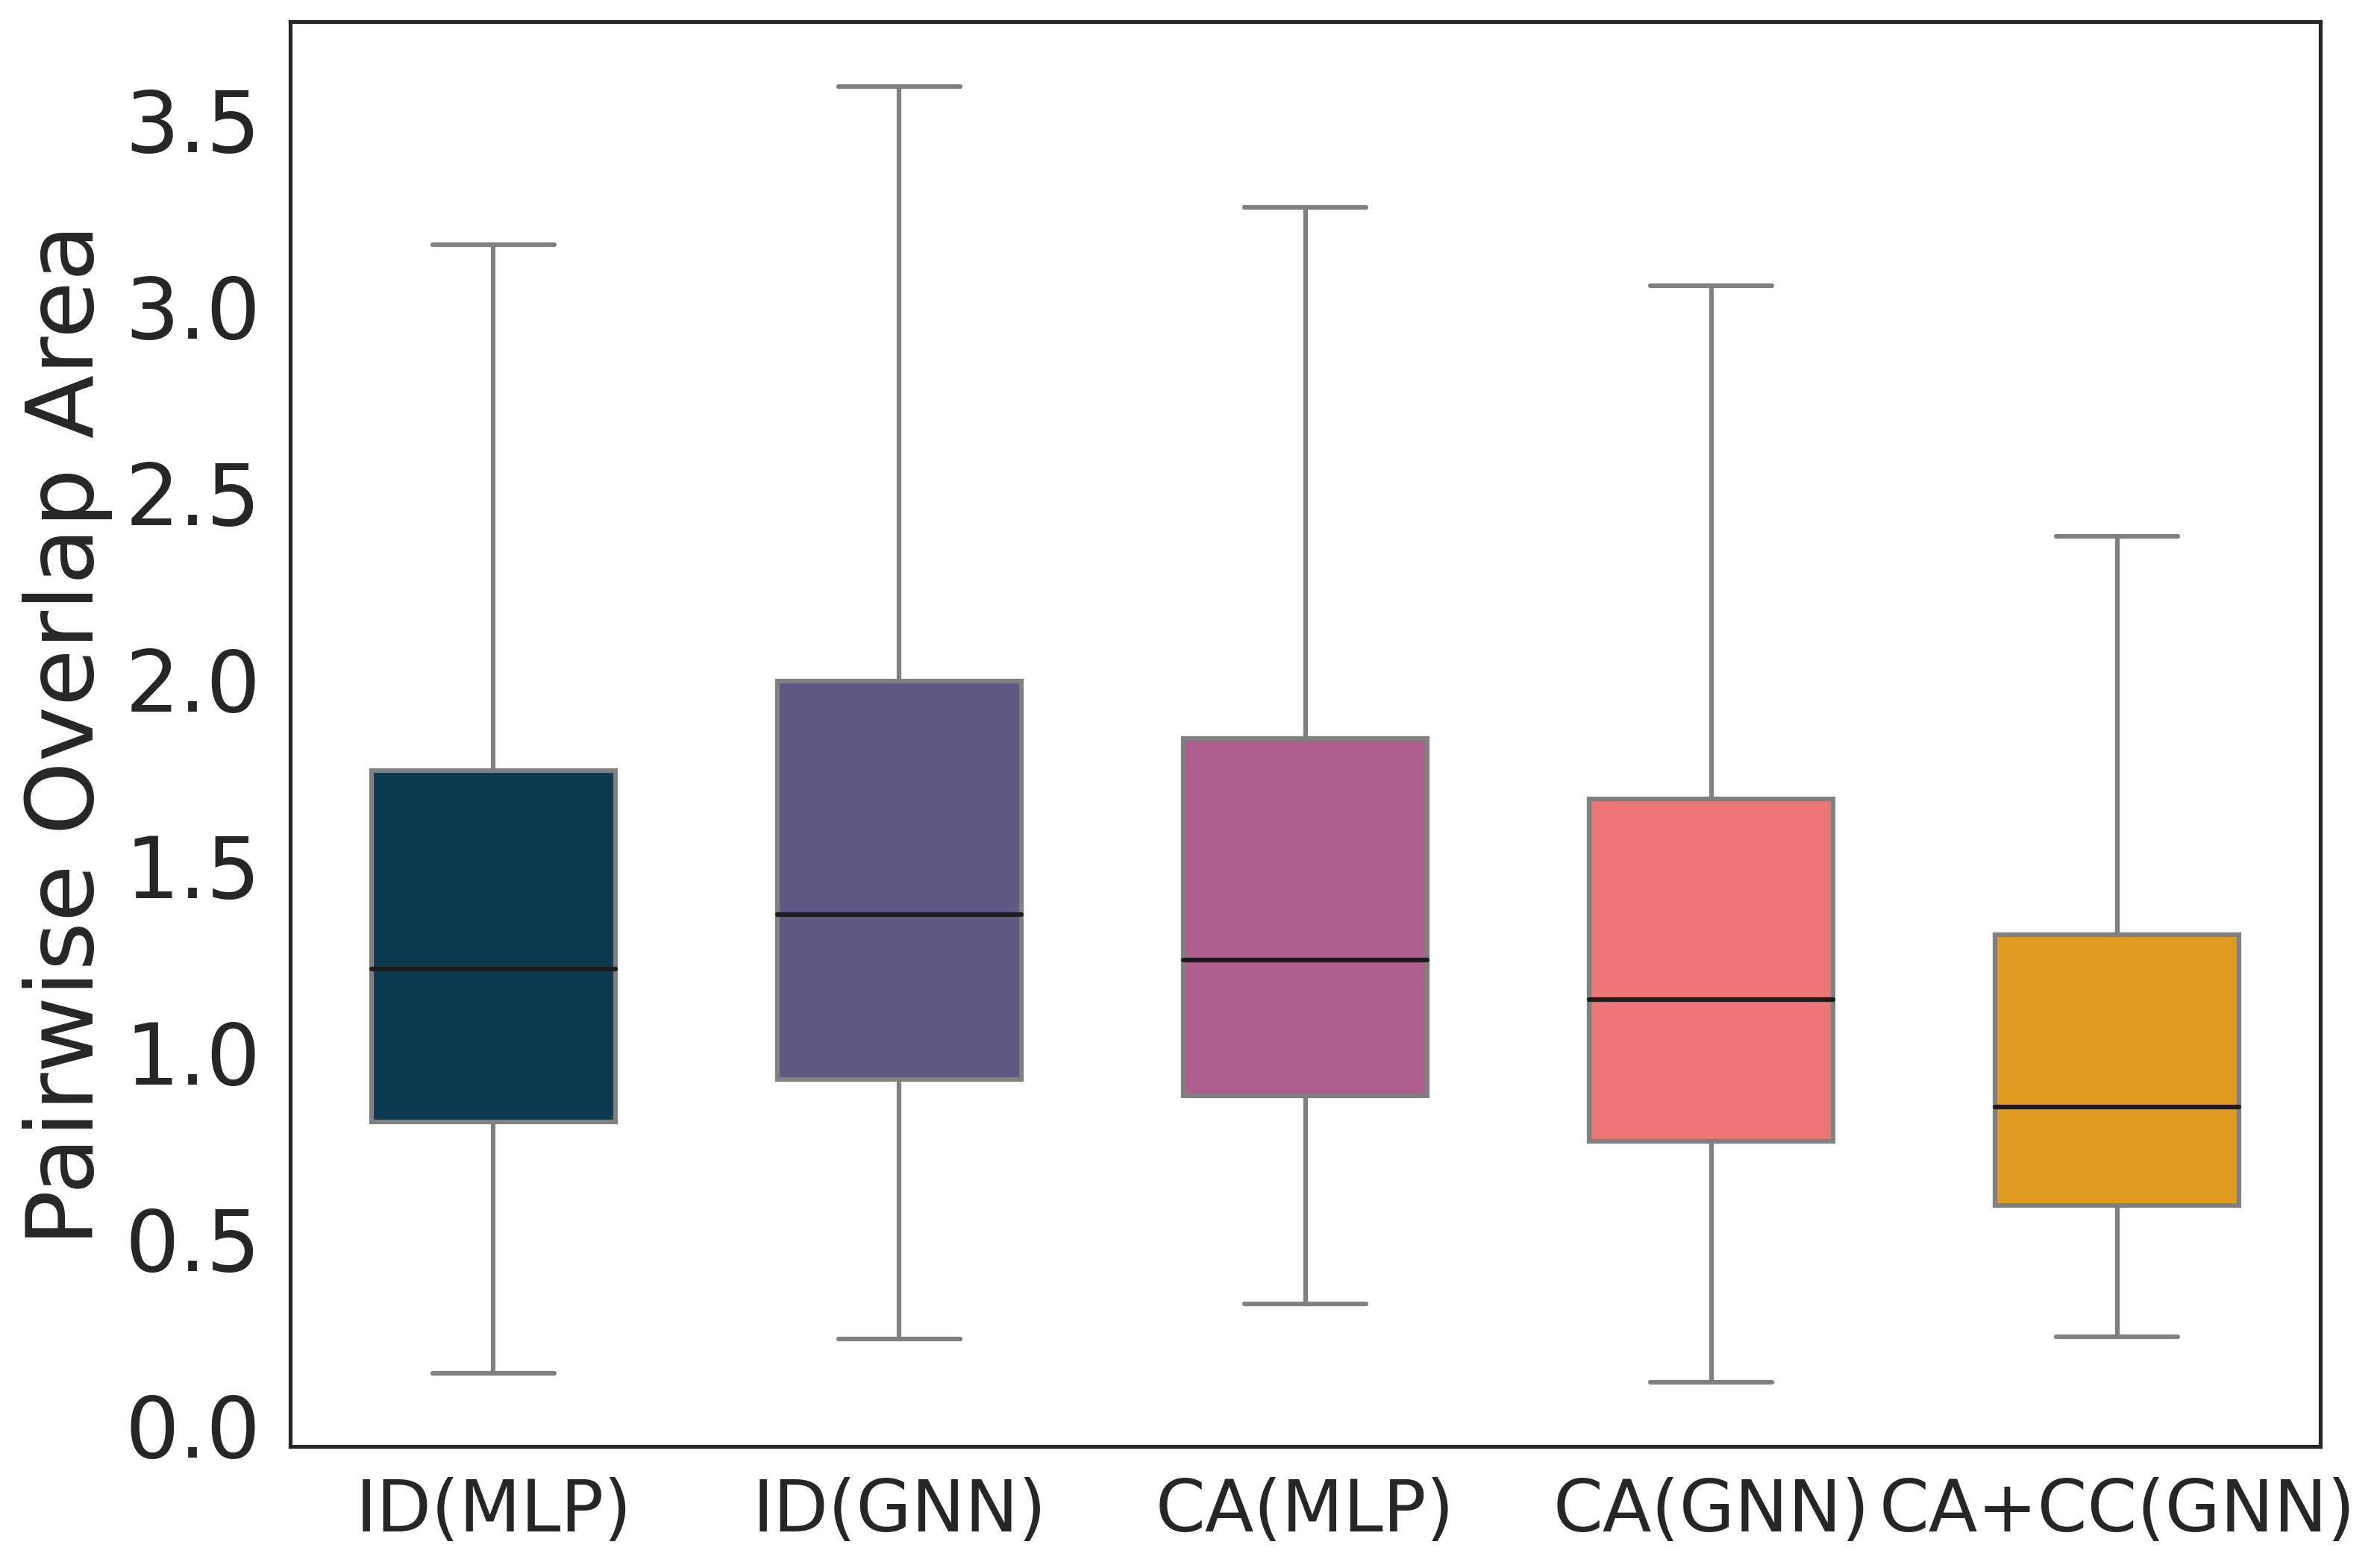 Pairwise Overlap Area
3.5
3.0
2.5
2.0
1.5
1.0
0.5
0.0
ID(MLP)
ID(GNN)
CA(MLP)
CA(GNN)
CA+CC(GNN)